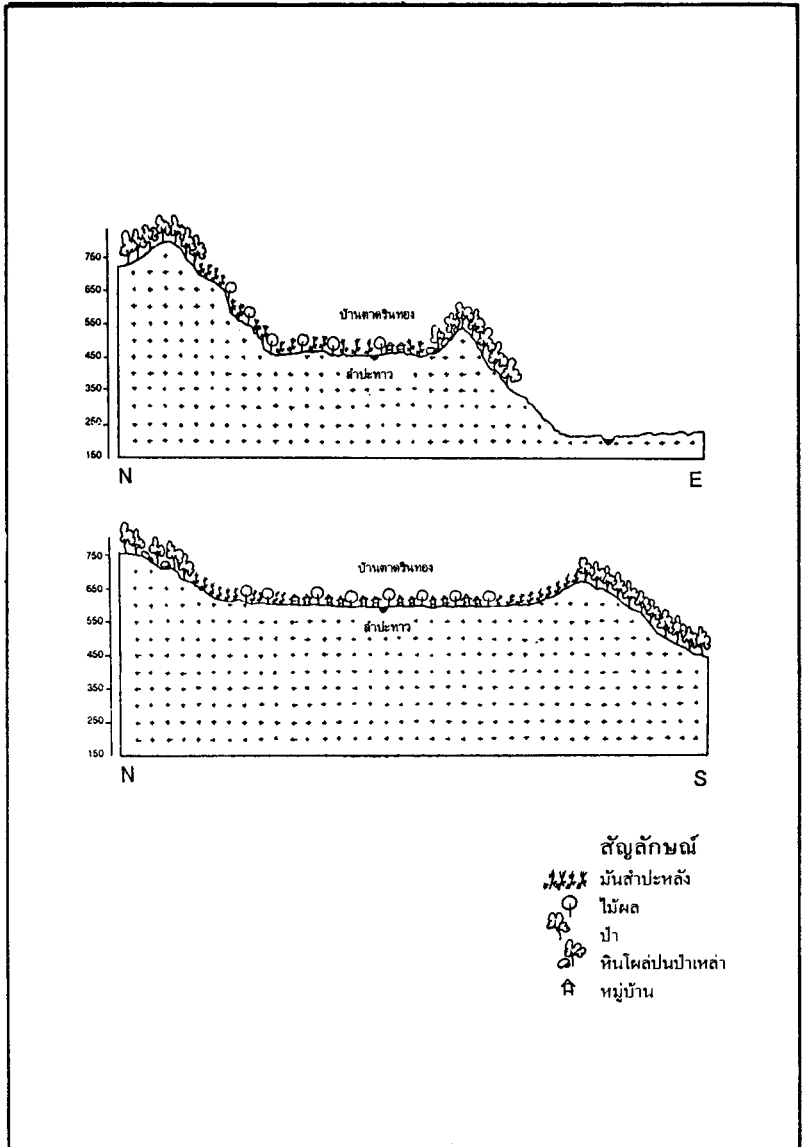 750
650
550
450
350
250
150
บ้านตาดรินทอง
ลำปะทาว
N E
750
650
550
450
350
250
150
บ้านตาดรินทอง
ลำปะทาว
N S
สัญลักษณ์
มันสำปะหลัง
ไม้ผล
ป่า
หินโผล่ปนป่าเหล่า
หมู่บ้าน